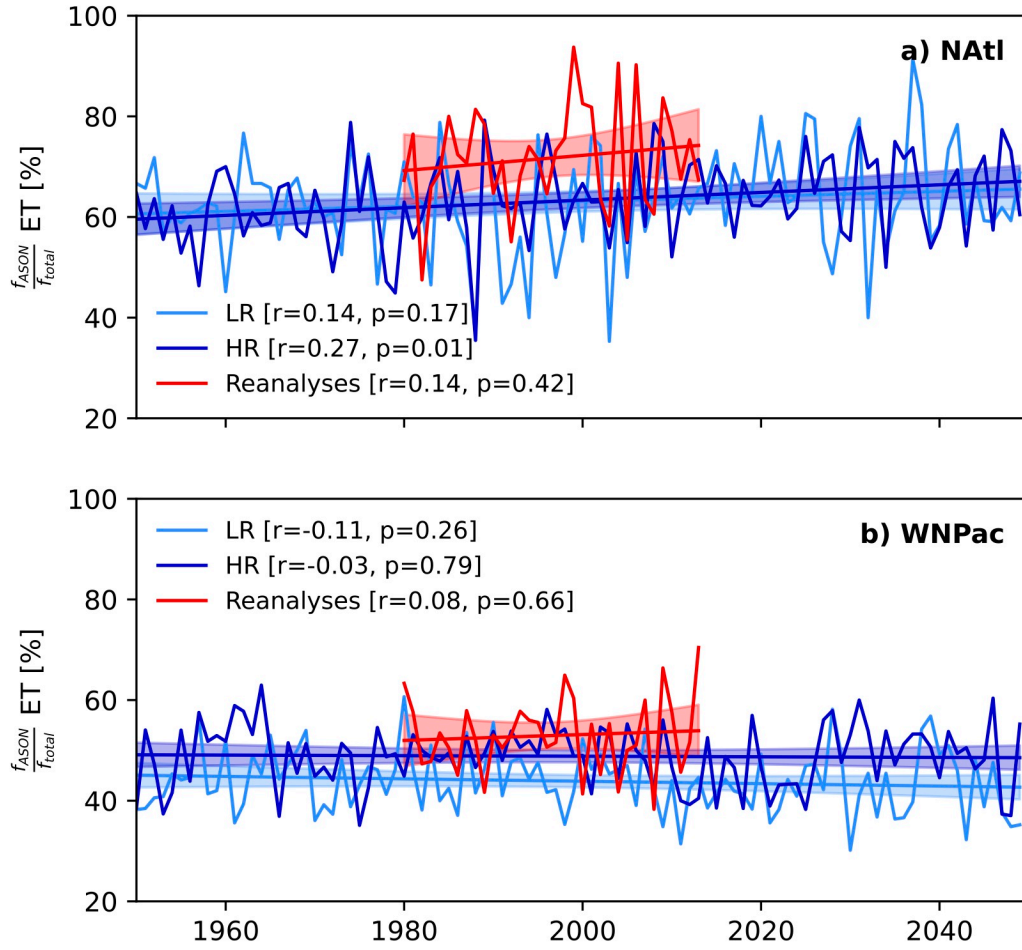 100
80
60
40
20
f_ASON
f_total
ET [%]
a) NAtl
LR [r=0.14, p=0.17]
HR [r=0.27, p=0.01]
Reanalyses [r=0.14, p=0.42]
100
80
60
40
20
f_ASON
f_total
ET [%]
LR [r=-0.11, p=0.26]
HR [r=-0.03, p=0.79]
Reanalyses [r=0.08, p=0.66]
b) WNPac
1960 1980 2000 2020 2040